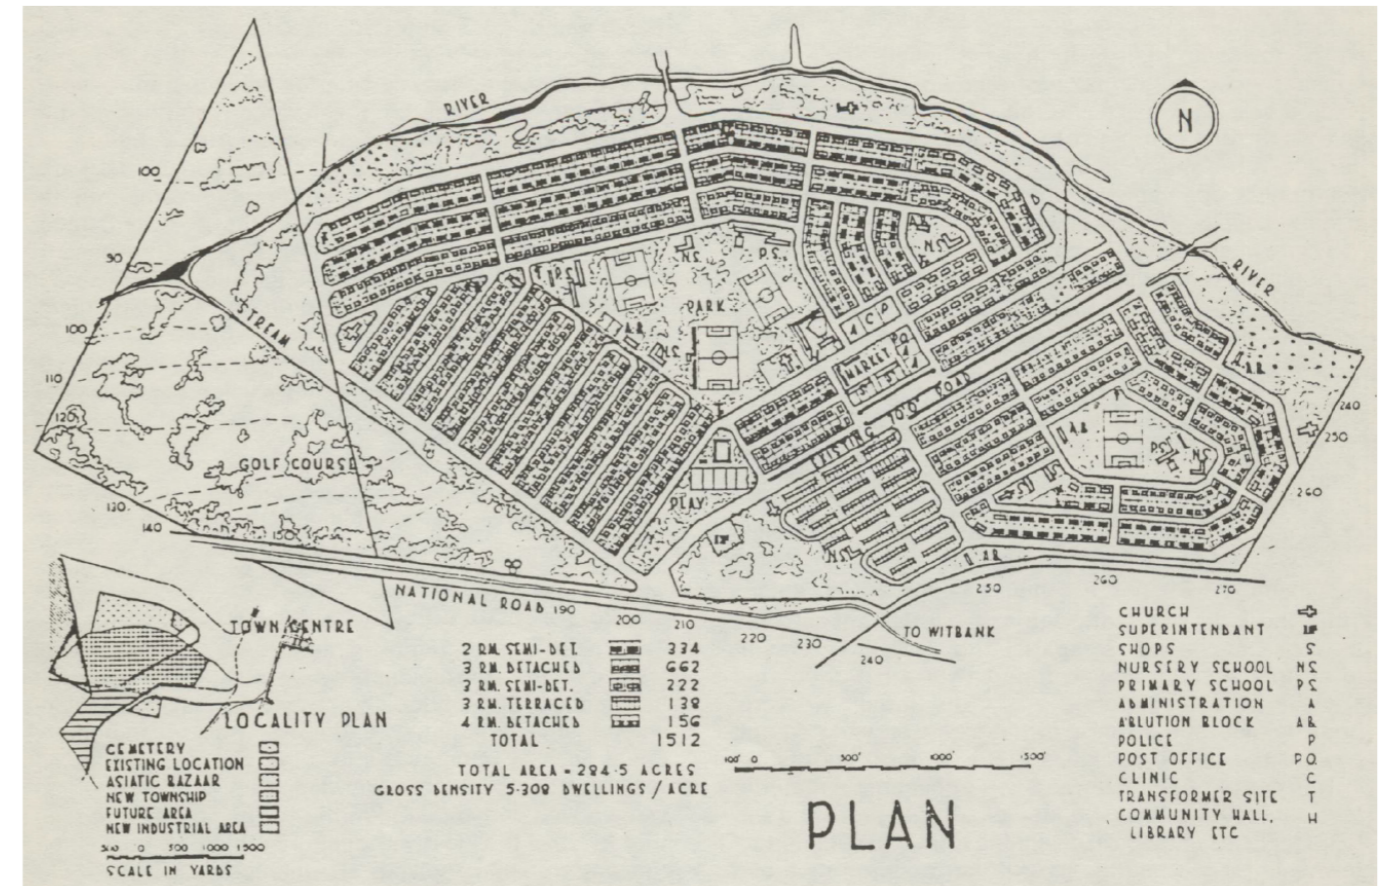 N
RIVER
RIVER
STREAM
100
90
100
110
120
130
140
150
GOLF COURSE
N.S.
P.S.
P.S.
PARK
A.B.
N.S.
N.S.
A C P
MARKET
P.O.
A
S
S
EXISTING ROAD
100'
PLAY
N.S.
A.B.
A.B.
A.B.
P.S.
N.S.
240
250
260
NATIONAL ROAD
190
200
210
220
230
240
250
260
270
TO WITBANK
TOWN CENTRE
LOCALITY PLAN
CEMETERY
EXISTING LOCATION
ASIATIC BAZAAR
NEW TOWNSHIP
FUTURE AREA
NEW INDUSTRIAL AREA
500 0 500 1000 1500
SCALE IN YARDS
2 RM. SEMI-DET. 334
3 RM. DETACHED 662
3 RM. SEMI-DET. 222
3 RM. TERRACED 138
4 RM. DETACHED 156
TOTAL 1512
TOTAL AREA = 284·5 ACRES
GROSS DENSITY 5·308 DWELLINGS / ACRE
100' 0 500' 1000' 1500'
PLAN
CHURCH
SUPERINTENDANT
SHOPS S
NURSERY SCHOOL N.S.
PRIMARY SCHOOL P.S.
ADMINISTRATION A
ABLUTION BLOCK A.B.
POLICE P
POST OFFICE P.O.
CLINIC C
TRANSFORMER SITE T
COMMUNITY HALL, H
LIBRARY ETC